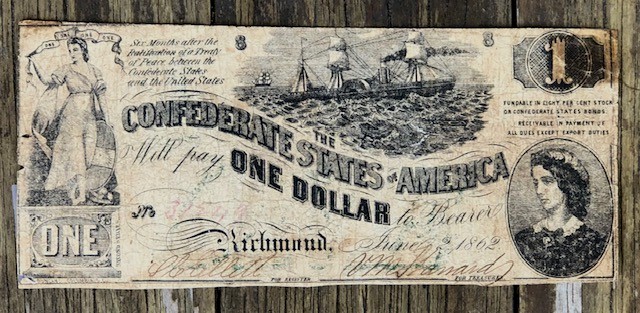 Six Months after the
Ratification of a Treaty
of Peace between the
Confederate States
and the United States
8
8
1
FUNDABLE IN EIGHT PER CENT STOCK
OR CONFEDERATE STATES BONDS
RECEIVABLE IN PAYMENT OF
ALL DUES EXCEPT EXPORT DUTIES
THE
CONFEDERATE STATES OF AMERICA
Will pay ONE DOLLAR to Bearer
No
Richmond, June 2 1862
ONE
FOR REGISTER
FOR TREASURER